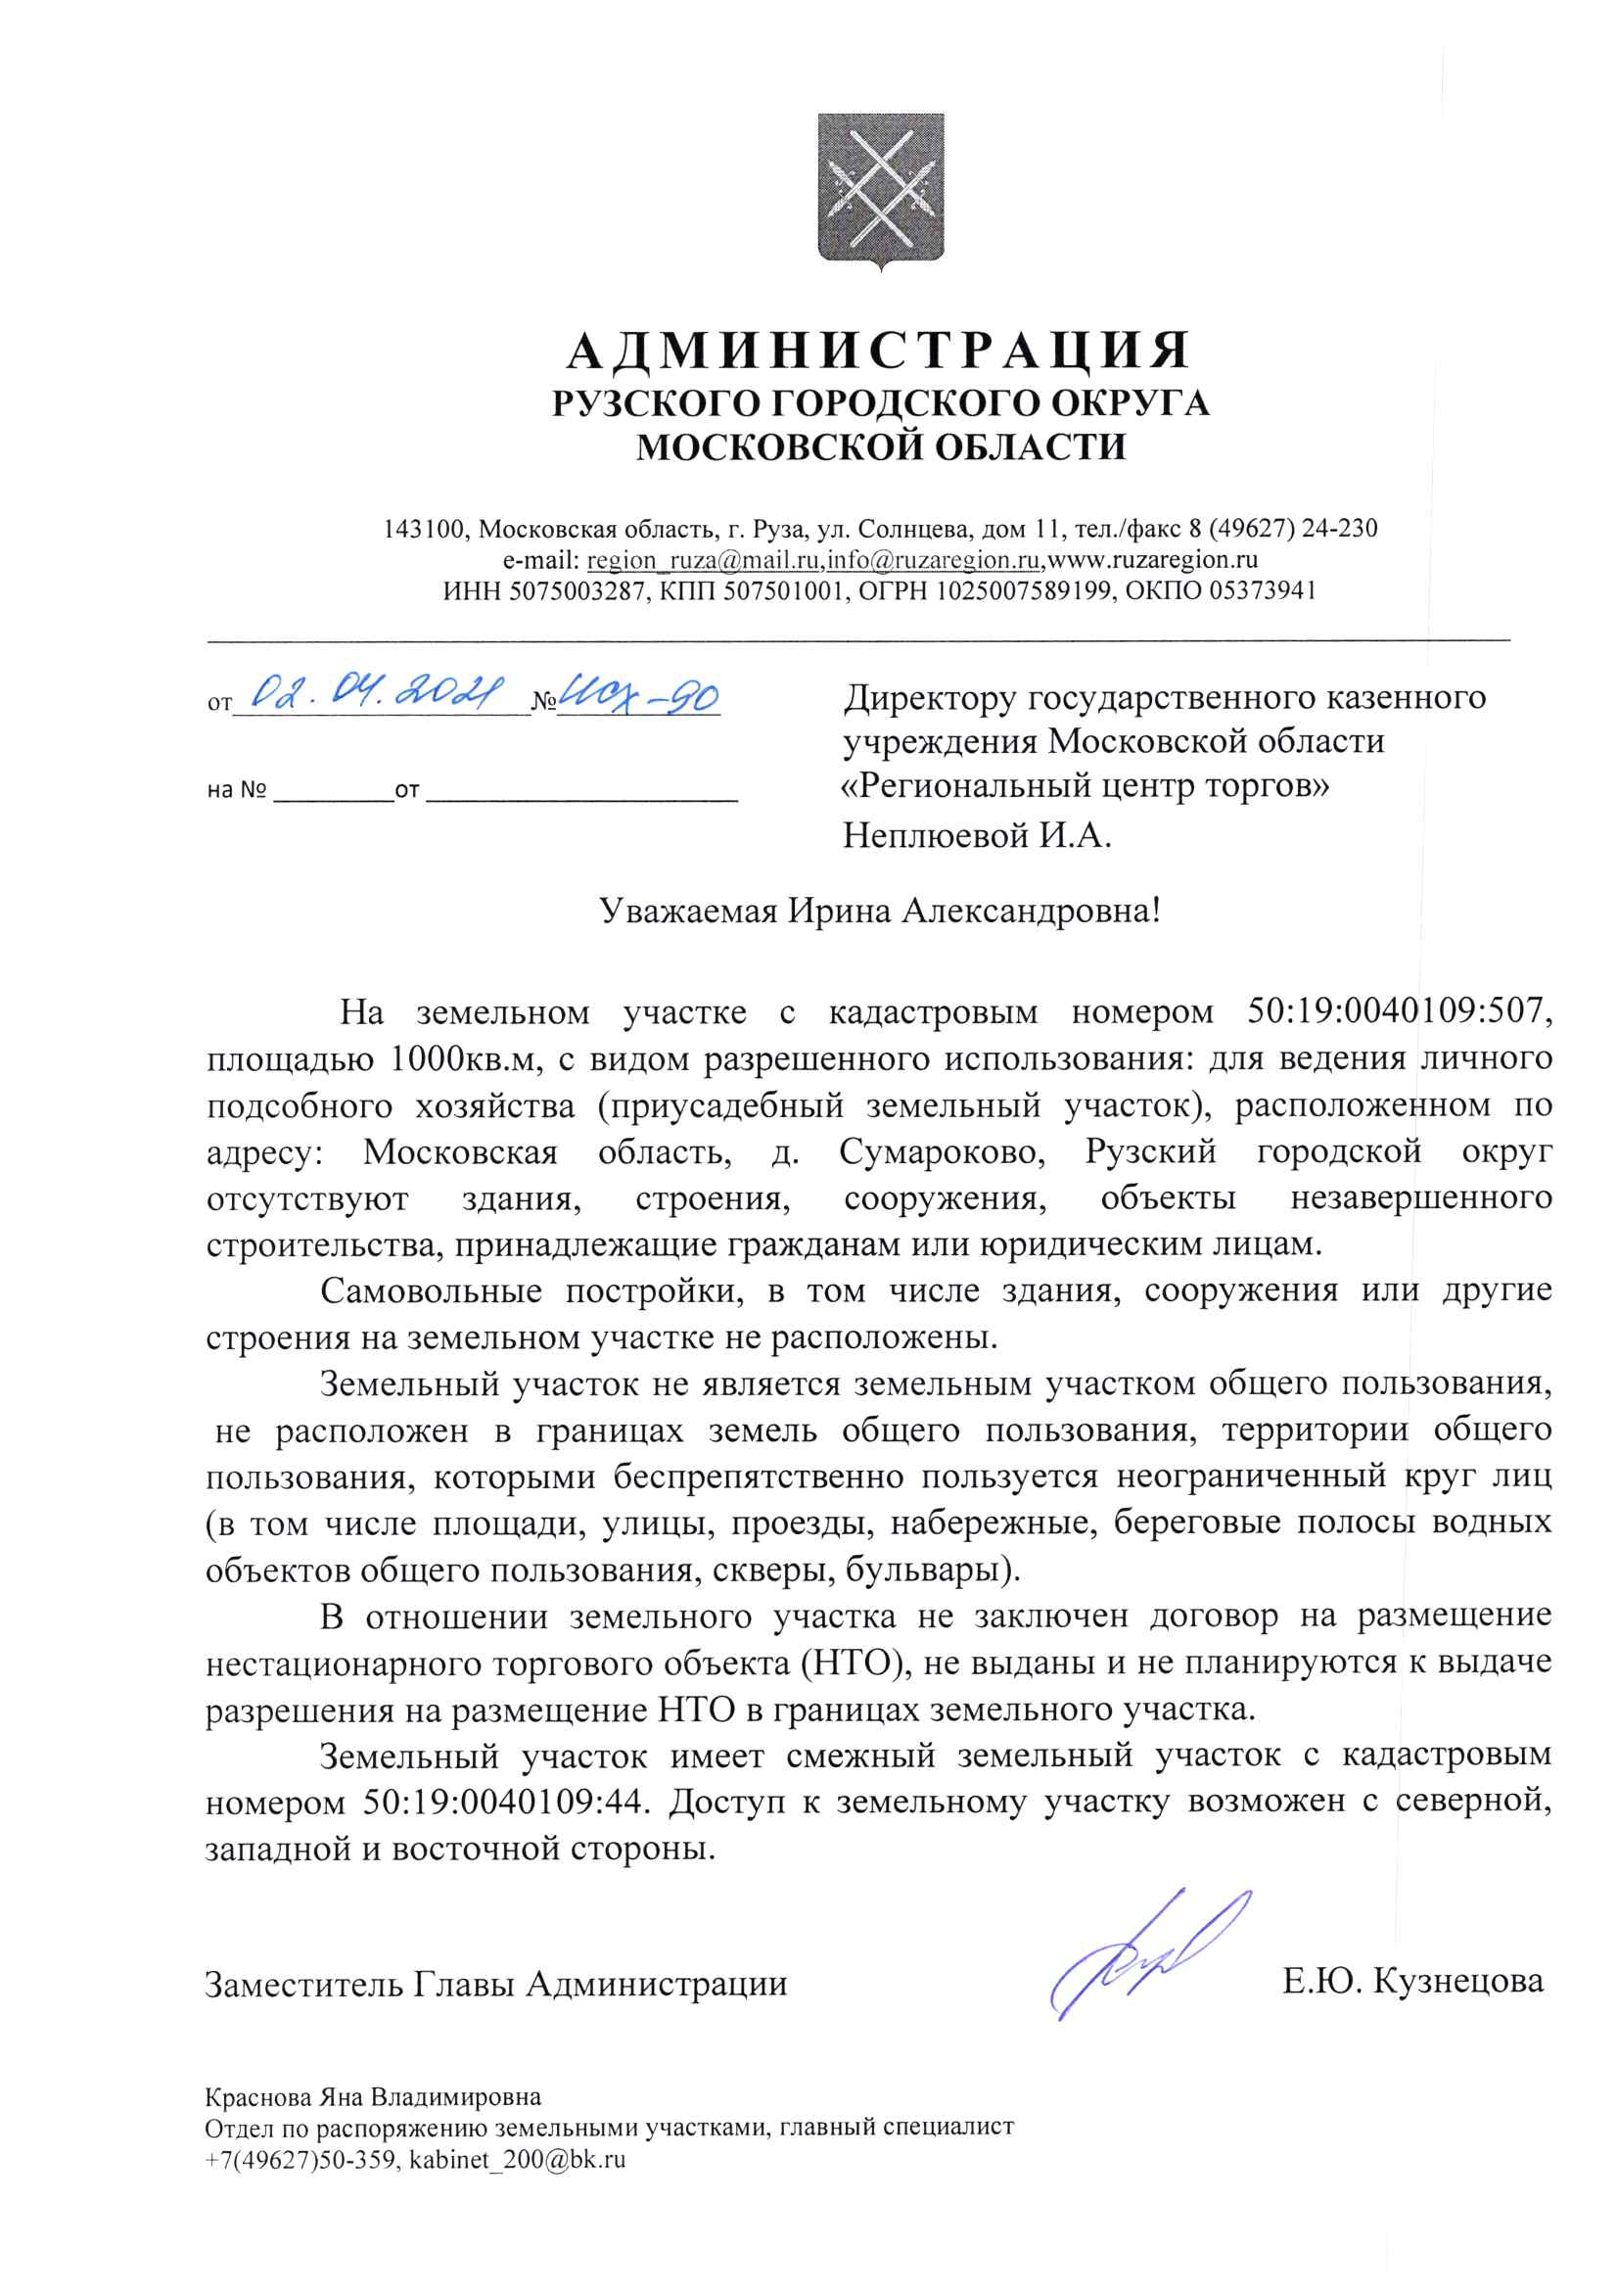 АДМИНИСТРАЦИЯ
РУЗСКОГО ГОРОДСКОГО ОКРУГА
МОСКОВСКОЙ ОБЛАСТИ
143100, Московская область, г. Руза, ул. Солнцева, дом 11, тел./факс 8 (49627) 24-230
e-mail: region_ruza@mail.ru,info@ruzaregion.ru,www.ruzaregion.ru
ИНН 5075003287, КПП 507501001, ОГРН 1025007589199, ОКПО 05373941
от 02.04.2021 № Исх-90
на № __________ от __________
Директору государственного казенного
учреждения Московской области
«Региональный центр торгов»
Неплюевой И.А.
Уважаемая Ирина Александровна!
На земельном участке с кадастровым номером 50:19:0040109:507,
площадью 1000кв.м, с видом разрешенного использования: для ведения личного
подсобного хозяйства (приусадебный земельный участок), расположенном по
адресу: Московская область, д. Сумароково, Рузский городской округ
отсутствуют здания, строения, сооружения, объекты незавершенного
строительства, принадлежащие гражданам или юридическим лицам.
Самовольные постройки, в том числе здания, сооружения или другие
строения на земельном участке не расположены.
Земельный участок не является земельным участком общего пользования,
не расположен в границах земель общего пользования, территории общего
пользования, которыми беспрепятственно пользуется неограниченный круг лиц
(в том числе площади, улицы, проезды, набережные, береговые полосы водных
объектов общего пользования, скверы, бульвары).
В отношении земельного участка не заключен договор на размещение
нестационарного торгового объекта (НТО), не выданы и не планируются к выдаче
разрешения на размещение НТО в границах земельного участка.
Земельный участок имеет смежный земельный участок с кадастровым
номером 50:19:0040109:44. Доступ к земельному участку возможен с северной,
западной и восточной стороны.
Заместитель Главы Администрации Е.Ю. Кузнецова
Краснова Яна Владимировна
Отдел по распоряжению земельными участками, главный специалист
+7(49627)50-359, kabinet_200@bk.ru